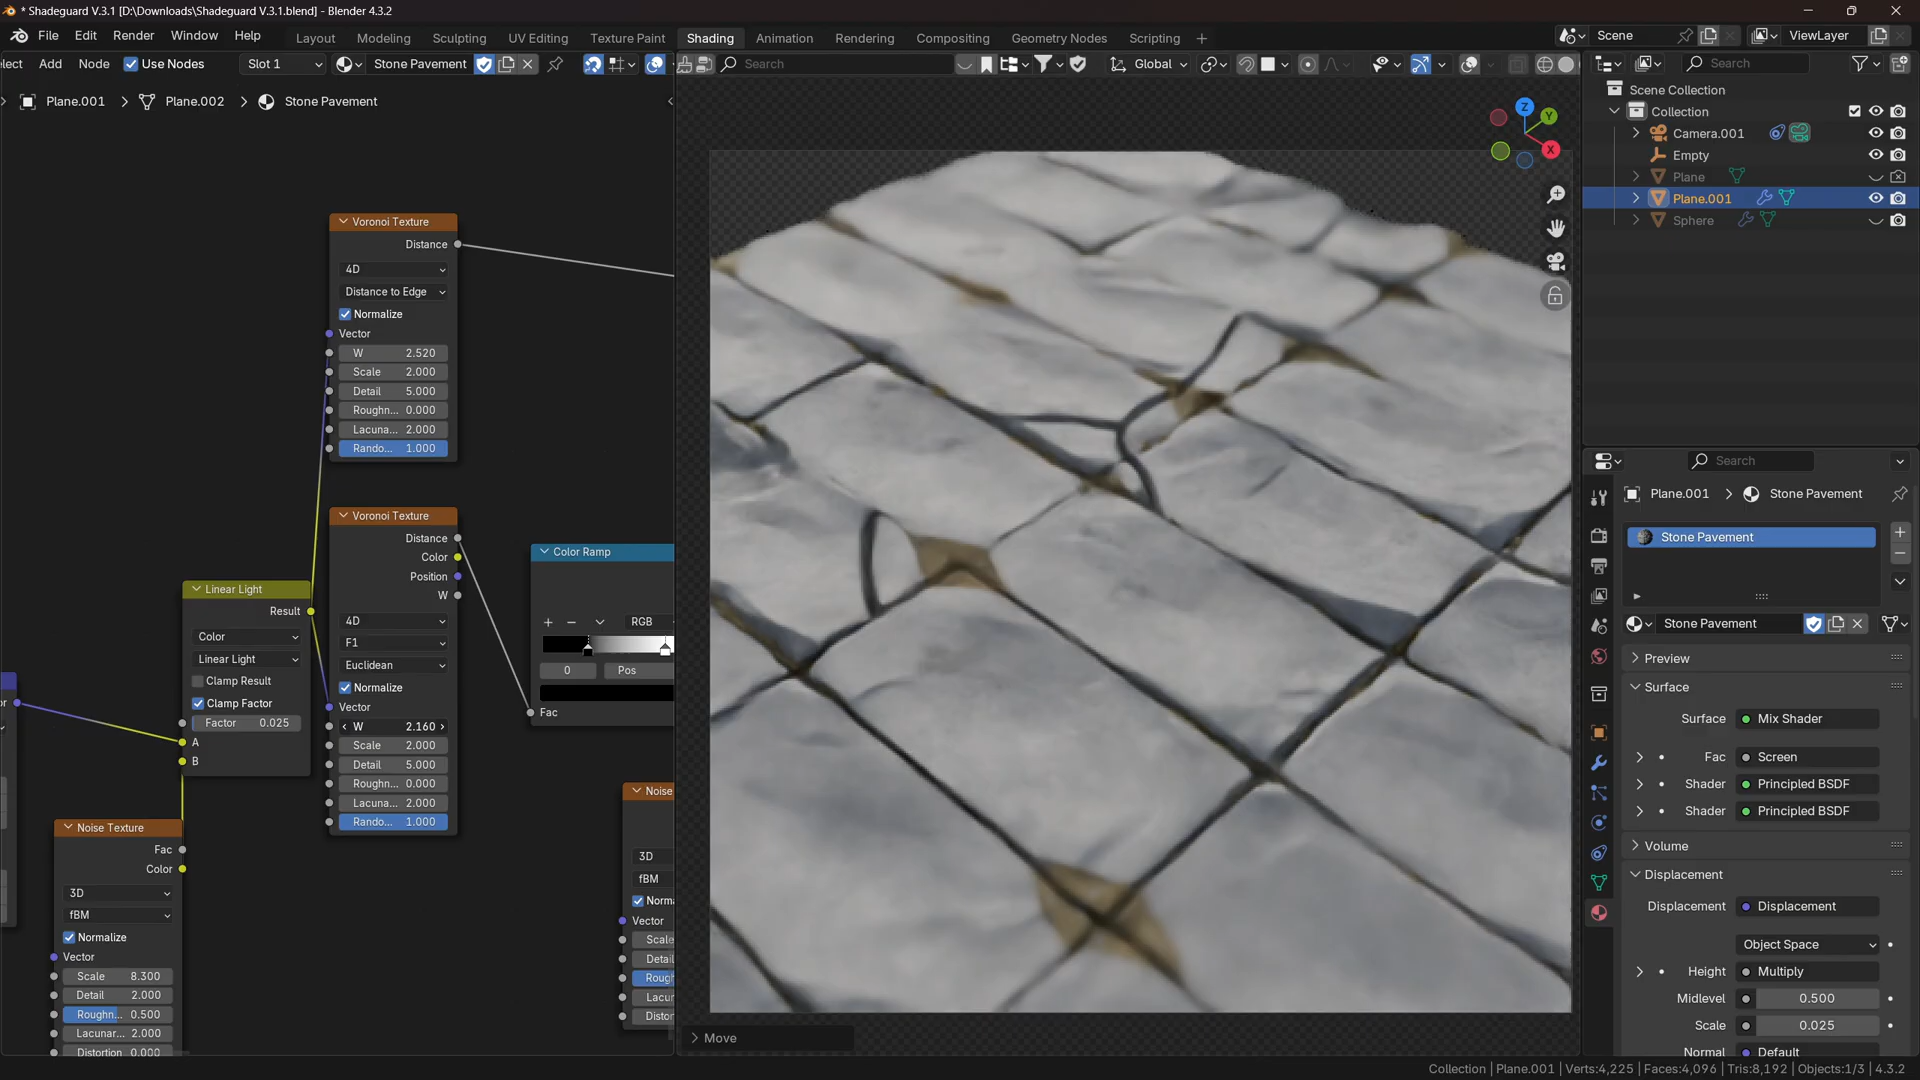 * Shadeguard V.3.1 [D:\Downloads\Shadeguard V.3.1.blend] - Blender 4.3.2
File Edit Render Window Help Layout Modeling Sculpting UV Editing Texture Paint Shading Animation Rendering Compositing Geometry Nodes Scripting + Scene ViewLayer
lect Add Node Use Nodes Slot 1 Stone Pavement Search Global Search
Plane.001 > Plane.002 > Stone Pavement
Voronoi Texture
Distance
4D
Distance to Edge
Normalize
Vector
W 2.520
Scale 2.000
Detail 5.000
Roughn... 0.000
Lacuna... 2.000
Rando... 1.000
Voronoi Texture
Distance
Color
Position
W
4D
F1
Euclidean
Normalize
Vector
W 2.160
Scale 2.000
Detail 5.000
Roughn... 0.000
Lacuna... 2.000
Rando... 1.000
Linear Light
Result
Color
Linear Light
Clamp Result
Clamp Factor
Factor 0.025
A
B
Color Ramp
RGB
0 Pos
Fac
Noise Texture
Fac
Color
3D
fBM
Normalize
Vector
Scale 8.300
Detail 2.000
Roughn... 0.500
Lacunar... 2.000
Distortion 0.000
Noise
3D
fBM
Norma
Vector
Scale
Detai
Rough
Lacur
Distor
Z
Y
X
> Move
Scene Collection
Collection
Camera.001
Empty
Plane
Plane.001
Sphere
Search
Plane.001 > Stone Pavement
Stone Pavement
Stone Pavement
Preview
Surface
Surface Mix Shader
Fac Screen
Shader Principled BSDF
Shader Principled BSDF
Volume
Displacement
Displacement Displacement
Object Space
Height Multiply
Midlevel 0.500
Scale 0.025
Normal Default
Collection | Plane.001 | Verts:4,225 | Faces:4,096 | Tris:8,192 | Objects:1/3 | 4.3.2